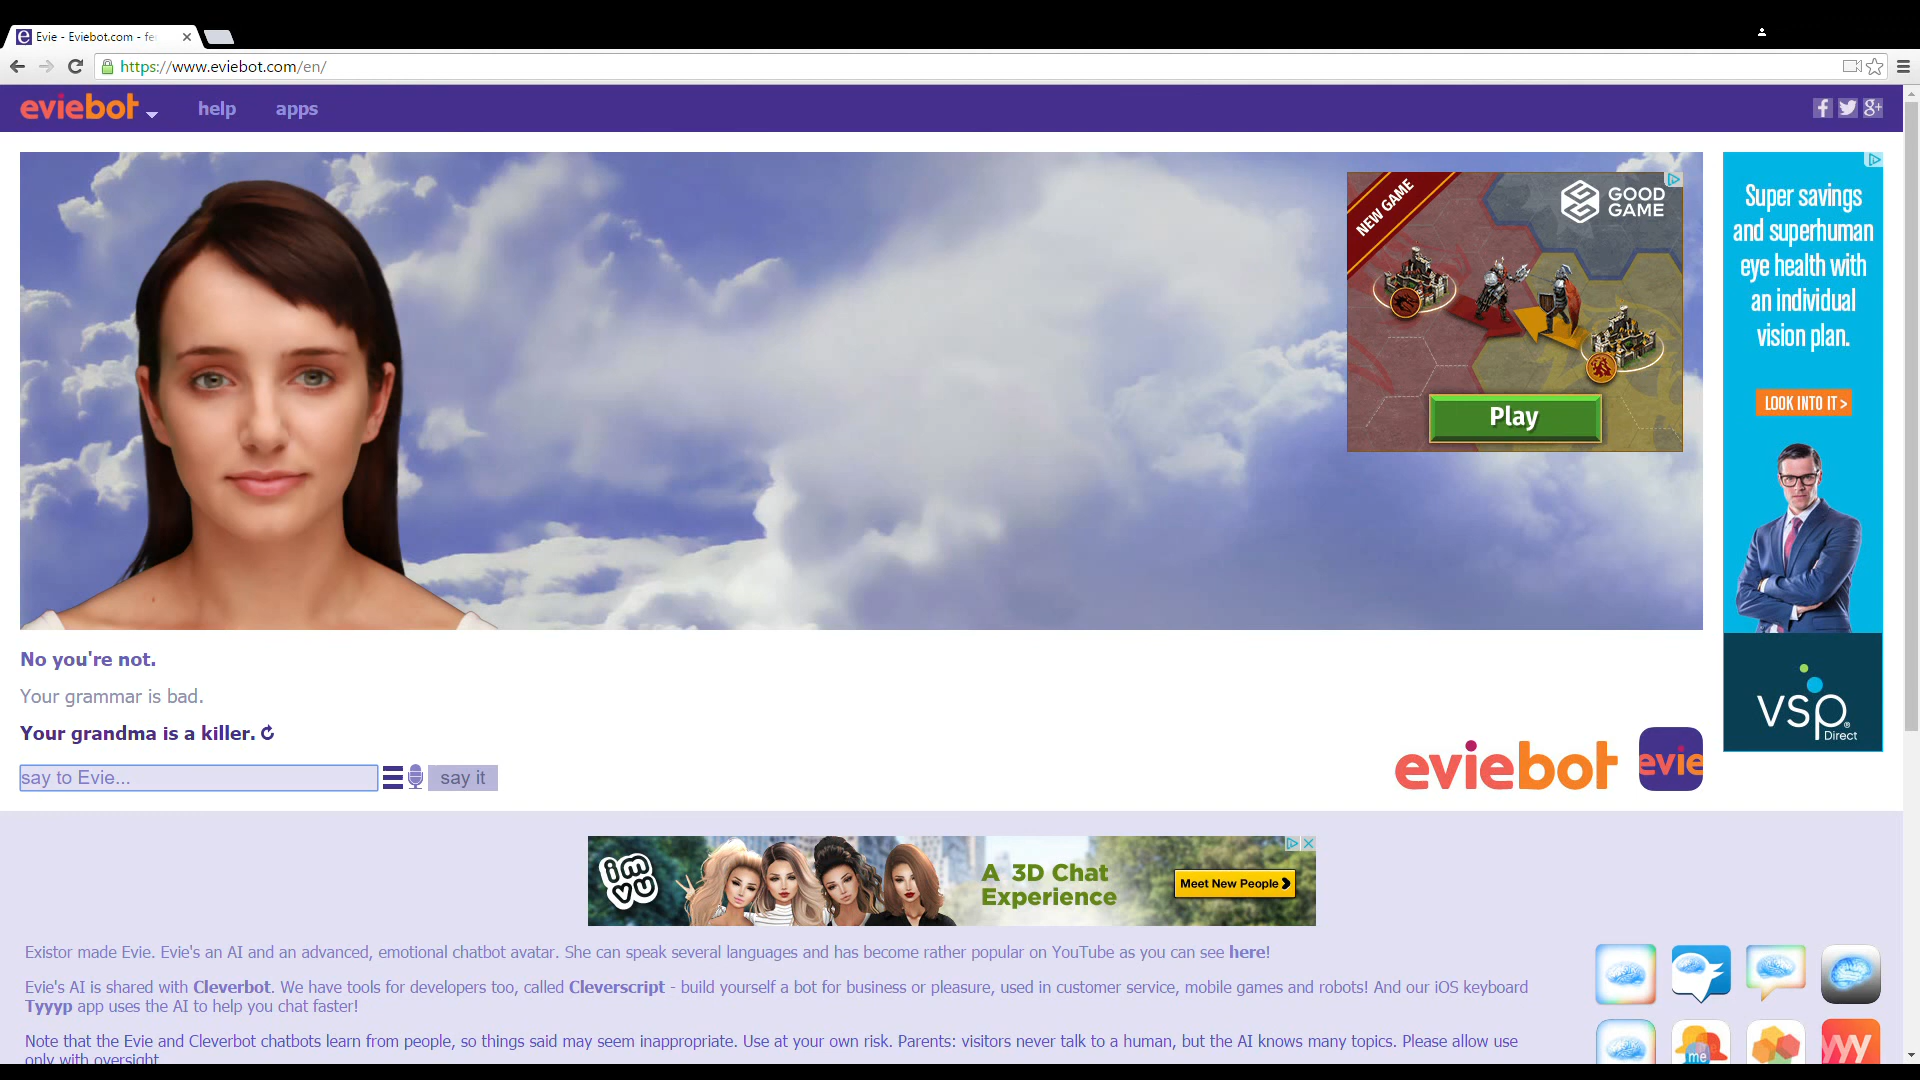 Evie - Eviebot.com - fe
https://www.eviebot.com/en/
eviebot
help
apps
NEW GAME
GOOD
GAME
Play
Super savings
and superhuman
eye health with
an individual
vision plan.
LOOK INTO IT >
vsp
Direct
No you're not.
Your grammar is bad.
Your grandma is a killer.
say to Evie...
say it
eviebot
evie
imvu
A 3D Chat
Experience
Meet New People
Existor made Evie. Evie's an AI and an advanced, emotional chatbot avatar. She can speak several languages and has become rather popular on YouTube as you can see here!
Evie's AI is shared with Cleverbot. We have tools for developers too, called Cleverscript - build yourself a bot for business or pleasure, used in customer service, mobile games and robots! And our iOS keyboard
Tyyyp app uses the AI to help you chat faster!
Note that the Evie and Cleverbot chatbots learn from people, so things said may seem inappropriate. Use at your own risk. Parents: visitors never talk to a human, but the AI knows many topics. Please allow use
only with oversight.
me
yyy